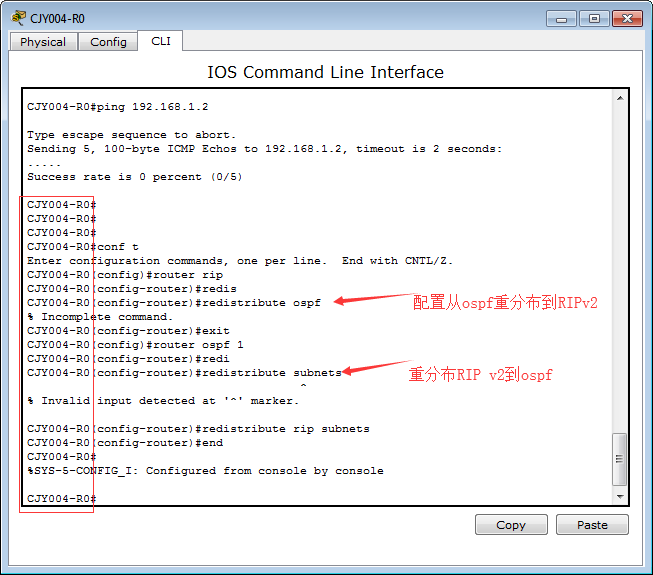 CJY004-R0
Physical Config CLI
IOS Command Line Interface
CJY004-R0#ping 192.168.1.2
Type escape sequence to abort.
Sending 5, 100-byte ICMP Echos to 192.168.1.2, timeout is 2 seconds:
.....
Success rate is 0 percent (0/5)
CJY004-R0#
CJY004-R0#
CJY004-R0#
CJY004-R0#conf t
Enter configuration commands, one per line.  End with CNTL/Z.
CJY004-R0(config)#router rip
CJY004-R0(config-router)#redis
CJY004-R0(config-router)#redistribute ospf
配置从ospf重分布到RIPv2
% Incomplete command.
CJY004-R0(config-router)#exit
CJY004-R0(config)#router ospf 1
CJY004-R0(config-router)#redi
CJY004-R0(config-router)#redistribute subnets
重分布RIP v2到ospf
^
% Invalid input detected at '^' marker.
CJY004-R0(config-router)#redistribute rip subnets
CJY004-R0(config-router)#end
CJY004-R0#
%SYS-5-CONFIG_I: Configured from console by console
CJY004-R0#
Copy Paste